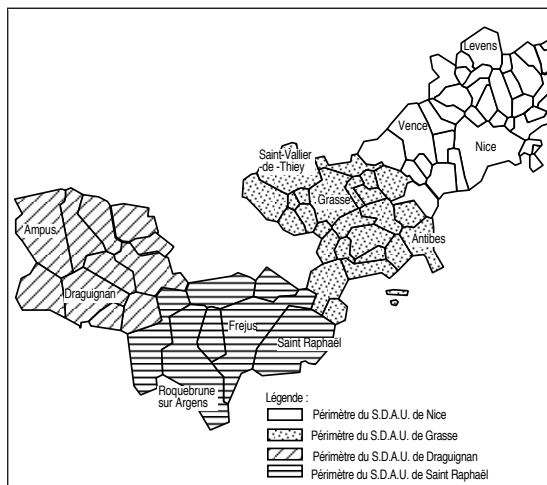 Levens
Vence
Nice
Saint-Vallier
-de -Thiey
Grasse
Antibes
Ampus
Draguignan
Frejus
Saint Raphaël
Roquebrune
sur Argens
Légende :
Périmètre du S.D.A.U. de Nice
Périmètre du S.D.A.U. de Grasse
Périmètre du S.D.A.U. de Draguignan
Périmètre du S.D.A.U. de Saint Raphaël